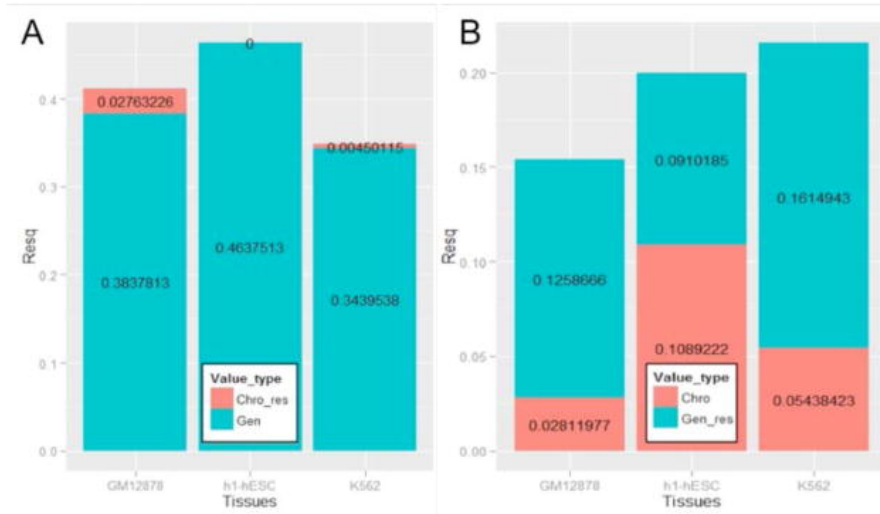 A
0.4
0.3
0.2
0.1
0.0
Resq
0.02763226
0.3837813
0
0.4637513
0.00450115
0.3439538
Value_type
Chro_res
Gen
GM12878
h1-hESC
K562
Tissues
B
0.20
0.15
0.10
0.05
0.00
Resq
0.1258666
0.02811977
0.0910185
0.1089222
0.1614943
0.05438423
Value_type
Chro
Gen_res
GM12878
h1-hESC
K562
Tissues